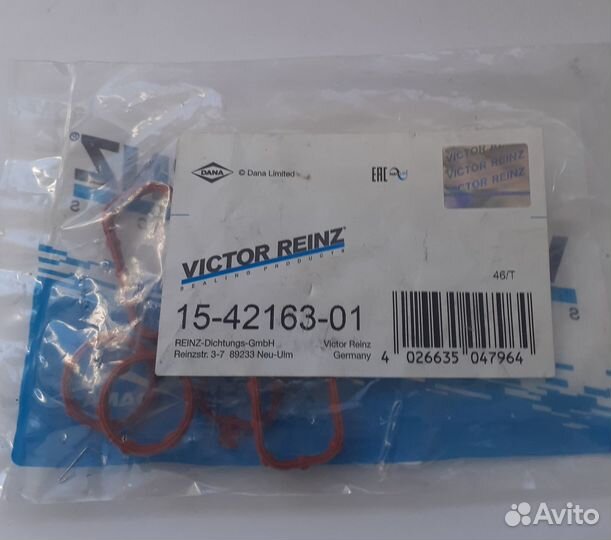 DANA
© Dana Limited
EAC
VICTOR REINZ
VICTOR REINZ
VICTOR REINZ
VICTOR REINZ®
SEALING PRODUCTS
46/T
15-42163-01
REINZ-Dichtungs-GmbH
Reinzstr. 3-7 89233 Neu-Ulm
Victor Reinz
Germany
4 026635 047964
Avito